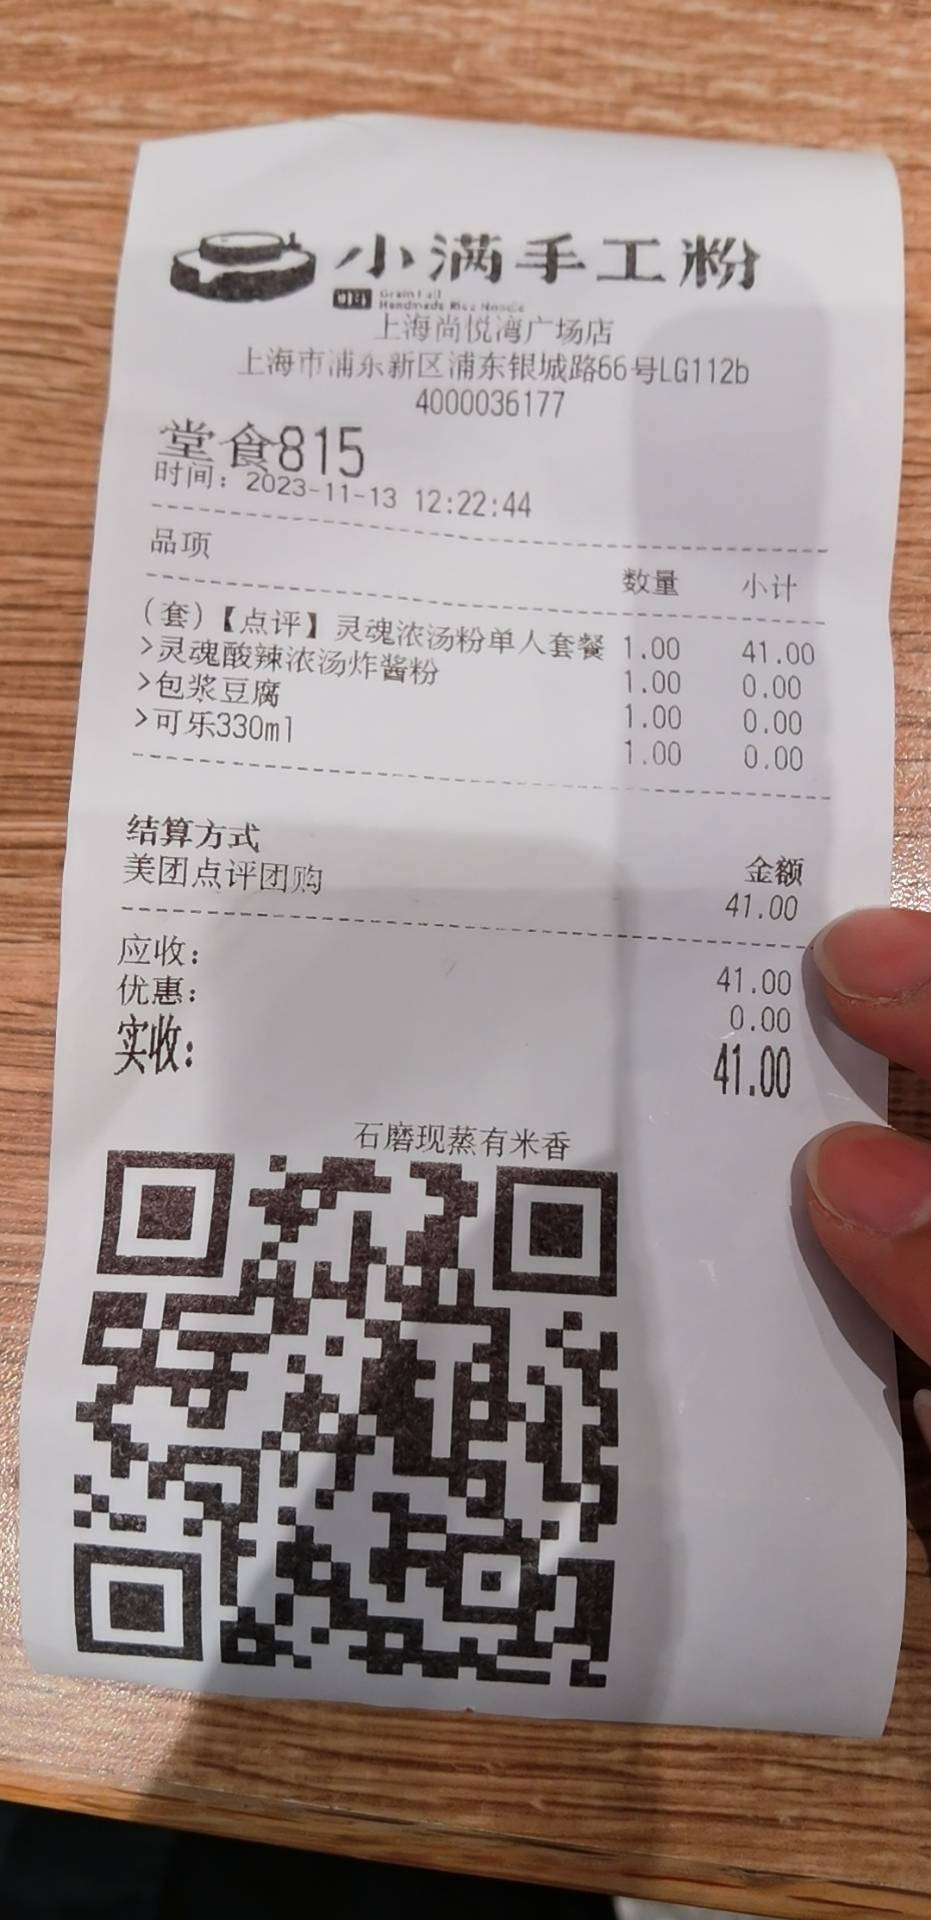 小满手工粉
Grain Full
Handmade Rice Noodle
上海尚悦湾广场店
上海市浦东新区浦东银城路66号LG112b
4000036177
堂食815
时间：2023-11-13 12:22:44
品项 数量 小计
(套)【点评】灵魂浓汤粉单人套餐 1.00 41.00
>灵魂酸辣浓汤炸酱粉 1.00 0.00
>包浆豆腐 1.00 0.00
>可乐330ml 1.00 0.00
结算方式 金额
美团点评团购 41.00
应收： 41.00
优惠： 0.00
实收： 41.00
石磨现蒸有米香